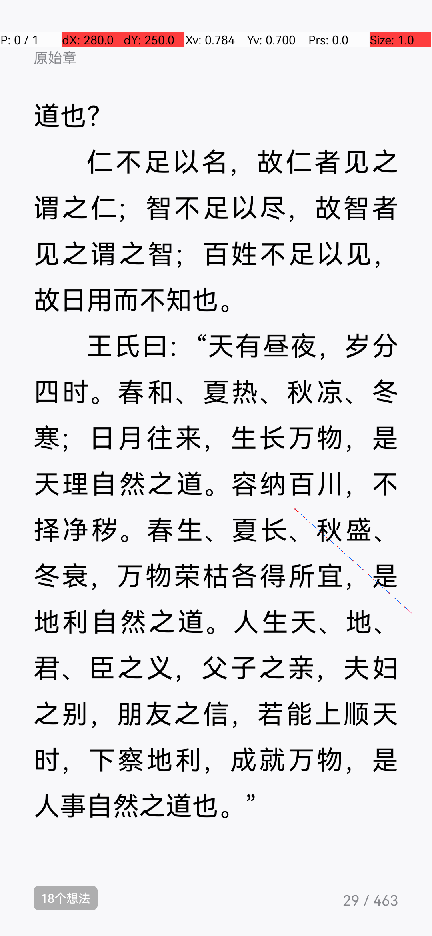 P: 0 / 1 dX: 280.0 dY: 250.0 Xv: 0.784 Yv: 0.700 Prs: 0.0 Size: 1.0
原始章
道也？
仁不足以名，故仁者见之
谓之仁；智不足以尽，故智者
见之谓之智；百姓不足以见，
故日用而不知也。
王氏曰：“天有昼夜，岁分
四时。春和、夏热、秋凉、冬
寒；日月往来，生长万物，是
天理自然之道。容纳百川，不
择净秽。春生、夏长、秋盛、
冬衰，万物荣枯各得所宜，是
地利自然之道。人生天、地、
君、臣之义，父子之亲，夫妇
之别，朋友之信，若能上顺天
时，下察地利，成就万物，是
人事自然之道也。”
18个想法
29 / 463